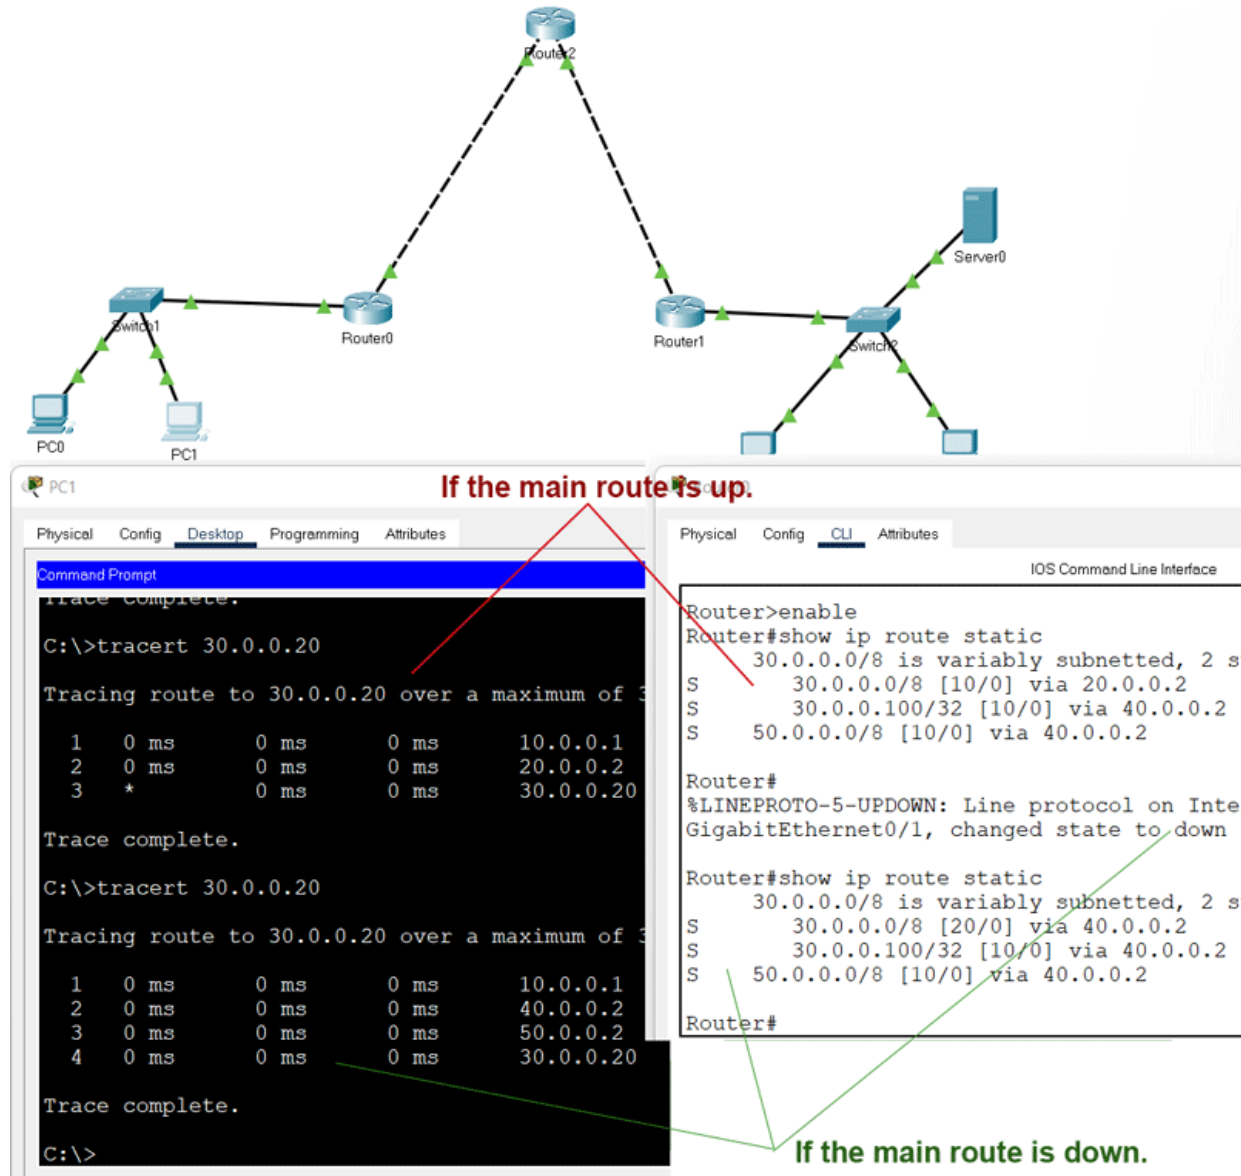 Router2
Server0
Switch1
Router0
Router1
Switch2
PC0
PC1
PC1
If the main route is up.
Physical Config Desktop Programming Attributes
Command Prompt
Trace complete.
C:\>tracert 30.0.0.20
Tracing route to 30.0.0.20 over a maximum of 3
1 0 ms 0 ms 0 ms 10.0.0.1
2 0 ms 0 ms 0 ms 20.0.0.2
3 * 0 ms 0 ms 30.0.0.20
Trace complete.
C:\>tracert 30.0.0.20
Tracing route to 30.0.0.20 over a maximum of 3
1 0 ms 0 ms 0 ms 10.0.0.1
2 0 ms 0 ms 0 ms 40.0.0.2
3 0 ms 0 ms 0 ms 50.0.0.2
4 0 ms 0 ms 0 ms 30.0.0.20
Trace complete.
C:\>
Physical Config CLI Attributes
IOS Command Line Interface
Router>enable
Router#show ip route static
30.0.0.0/8 is variably subnetted, 2 s
S 30.0.0.0/8 [10/0] via 20.0.0.2
S 30.0.0.100/32 [10/0] via 40.0.0.2
S 50.0.0.0/8 [10/0] via 40.0.0.2
Router#
%LINEPROTO-5-UPDOWN: Line protocol on Inte
GigabitEthernet0/1, changed state to down
Router#show ip route static
30.0.0.0/8 is variably subnetted, 2 s
S 30.0.0.0/8 [20/0] via 40.0.0.2
S 30.0.0.100/32 [10/0] via 40.0.0.2
S 50.0.0.0/8 [10/0] via 40.0.0.2
Router#
If the main route is down.